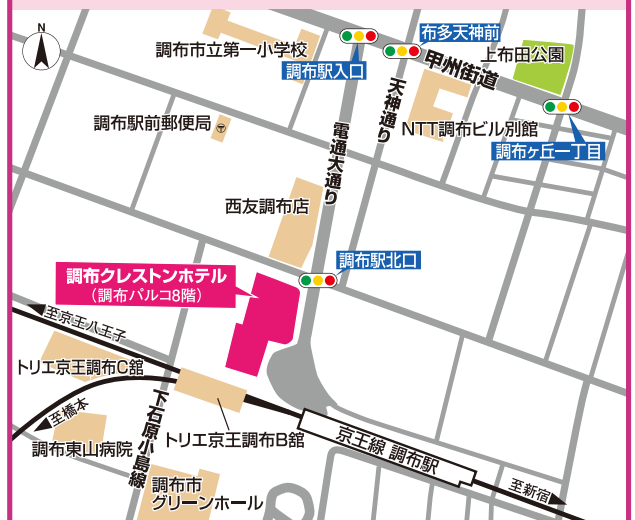 N
調布市立第一小学校
調布駅入口
布多天神前
上布田公園
甲州街道
天神通り
NTT調布ビル別館
調布ヶ丘一丁目
調布駅前郵便局
電通大通り
西友調布店
調布駅北口
調布クレストンホテル
（調布パルコ8階）
至京王八王子
トリエ京王調布C館
至橋本
調布東山病院
下石原小島線
トリエ京王調布B館
京王線 調布駅
至新宿
調布市
グリーンホール